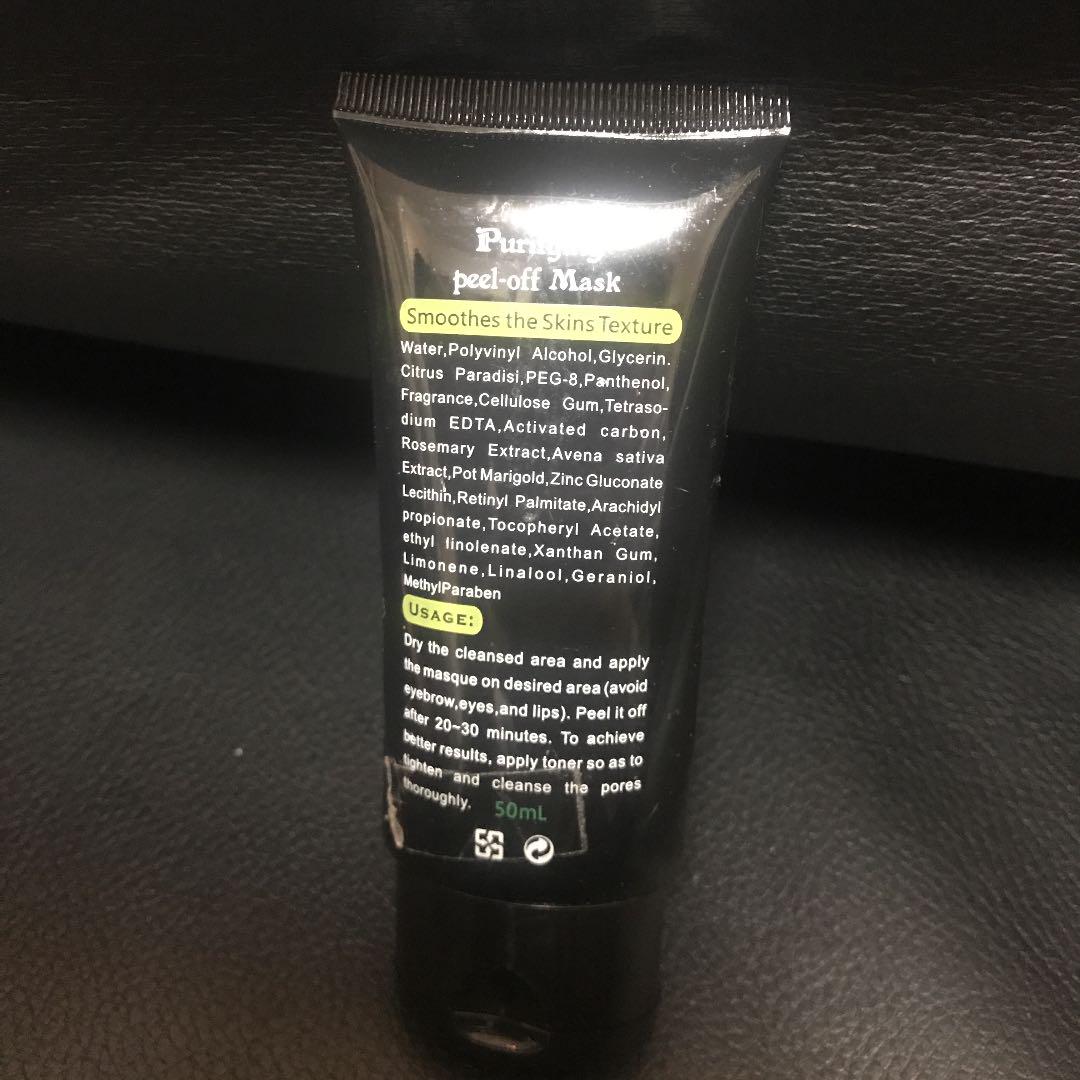 Purifying
peel-off Mask
Smoothes the Skins Texture
Water,Polyvinyl Alcohol,Glycerin.
Citrus Paradisi,PEG-8,Panthenol,
Fragrance,Cellulose Gum,Tetraso-
dium EDTA,Activated carbon,
Rosemary Extract,Avena sativa
Extract,Pot Marigold,Zinc Gluconate
Lecithin,Retinyl Palmitate,Arachidyl
propionate,Tocopheryl Acetate,
ethyl linolenate,Xanthan Gum,
Limonene,Linalool,Geraniol,
MethylParaben
USAGE:
Dry the cleansed area and apply
the masque on desired area (avoid
eyebrow,eyes,and lips). Peel it off
after 20~30 minutes. To achieve
better results, apply toner so as to
tighten and cleanse the pores
thoroughly.
50mL